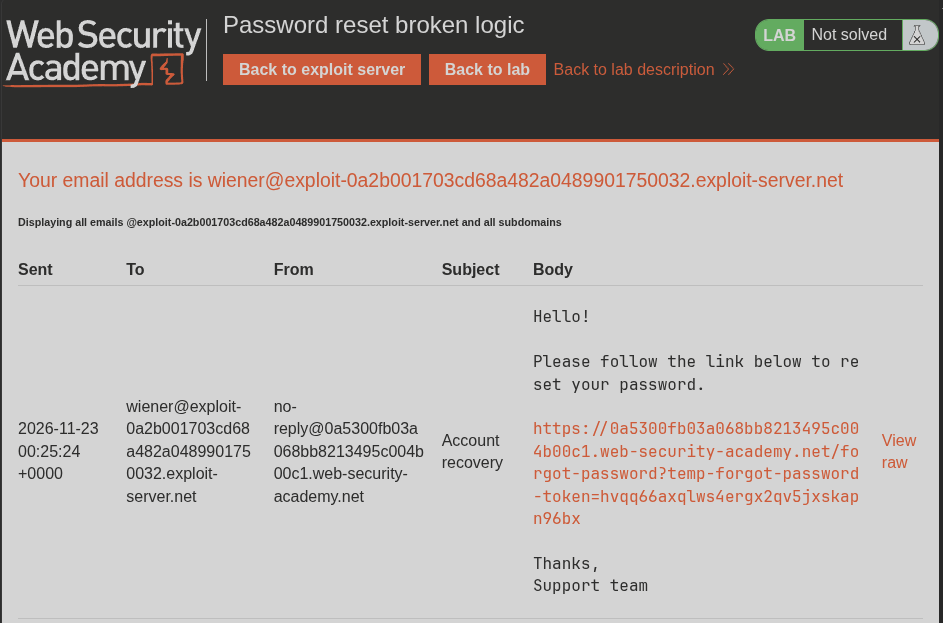 Web Security
Academy
Password reset broken logic
Back to exploit server
Back to lab
Back to lab description
LAB
Not solved
Your email address is wiener@exploit-0a2b001703cd68a482a0489901750032.exploit-server.net
Displaying all emails @exploit-0a2b001703cd68a482a0489901750032.exploit-server.net and all subdomains
Sent
To
From
Subject
Body
2026-11-23
00:25:24
+0000
wiener@exploit-
0a2b001703cd68
a482a048990175
0032.exploit-
server.net
no-
reply@0a5300fb03a
068bb8213495c004b
00c1.web-security-
academy.net
Account
recovery
Hello!
Please follow the link below to re
set your password.
https://0a5300fb03a068bb8213495c00
4b00c1.web-security-academy.net/fo
rgot-password?temp-forgot-password
-token=hvqq66axqlws4ergx2qv5jxskap
n96bx
Thanks,
Support team
View
raw